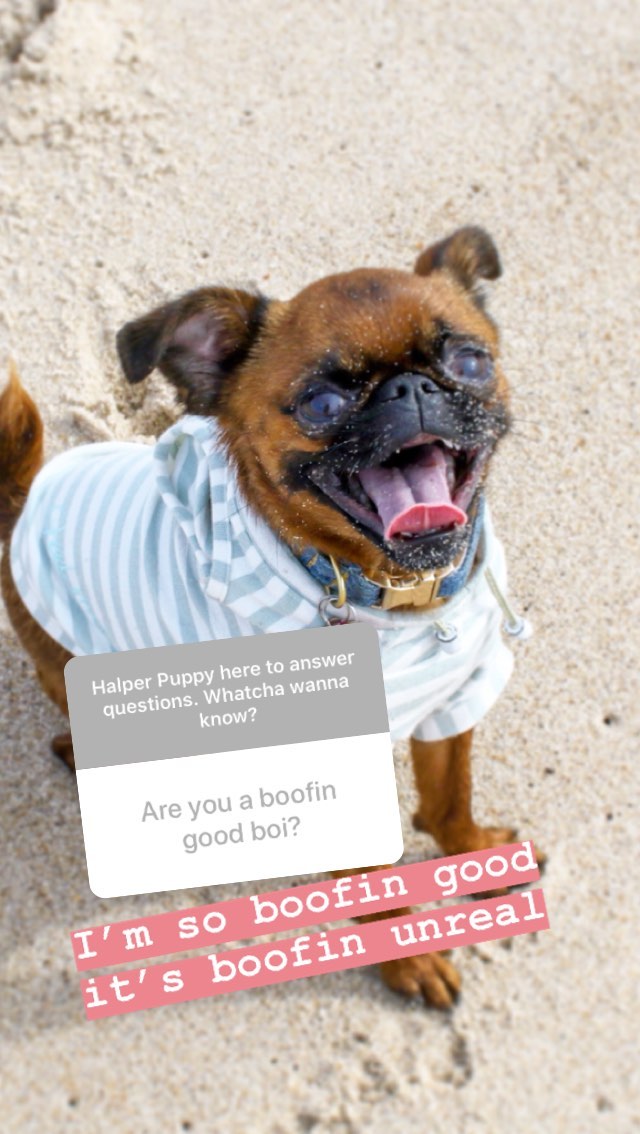 Halper Puppy here to answer
questions. Whatcha wanna
know?
Are you a boofin
good boi?
I'm so boofin good
it's boofin unreal